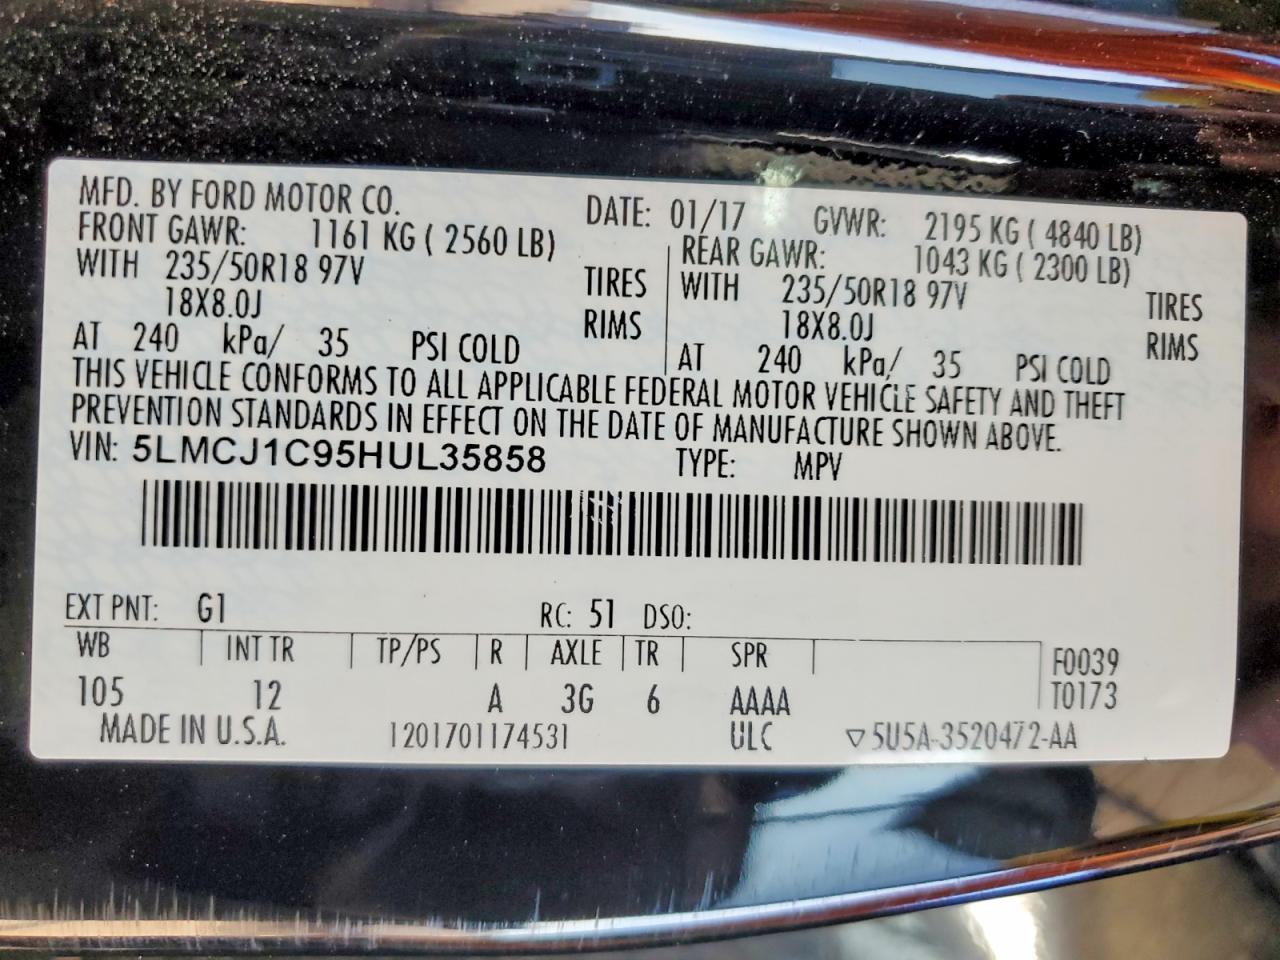 MFD. BY FORD MOTOR CO. DATE: 01/17 GVWR: 2195 KG ( 4840 LB)
FRONT GAWR: 1161 KG ( 2560 LB) REAR GAWR: 1043 KG ( 2300 LB)
WITH 235/50R18 97V TIRES WITH 235/50R18 97V TIRES
18X8.0J RIMS 18X8.0J RIMS
AT 240 kPa/ 35 PSI COLD AT 240 kPa/ 35 PSI COLD
THIS VEHICLE CONFORMS TO ALL APPLICABLE FEDERAL MOTOR VEHICLE SAFETY AND THEFT
PREVENTION STANDARDS IN EFFECT ON THE DATE OF MANUFACTURE SHOWN ABOVE.
VIN: 5LMCJ1C95HUL35858 TYPE: MPV
EXT PNT: G1 RC: 51 DSO:
WB INT TR TP/PS R AXLE TR SPR F0039
105 12 A 3G 6 AAAA T0173
MADE IN U.S.A. 1201701174531 ULC ▽5U5A-3520472-AA